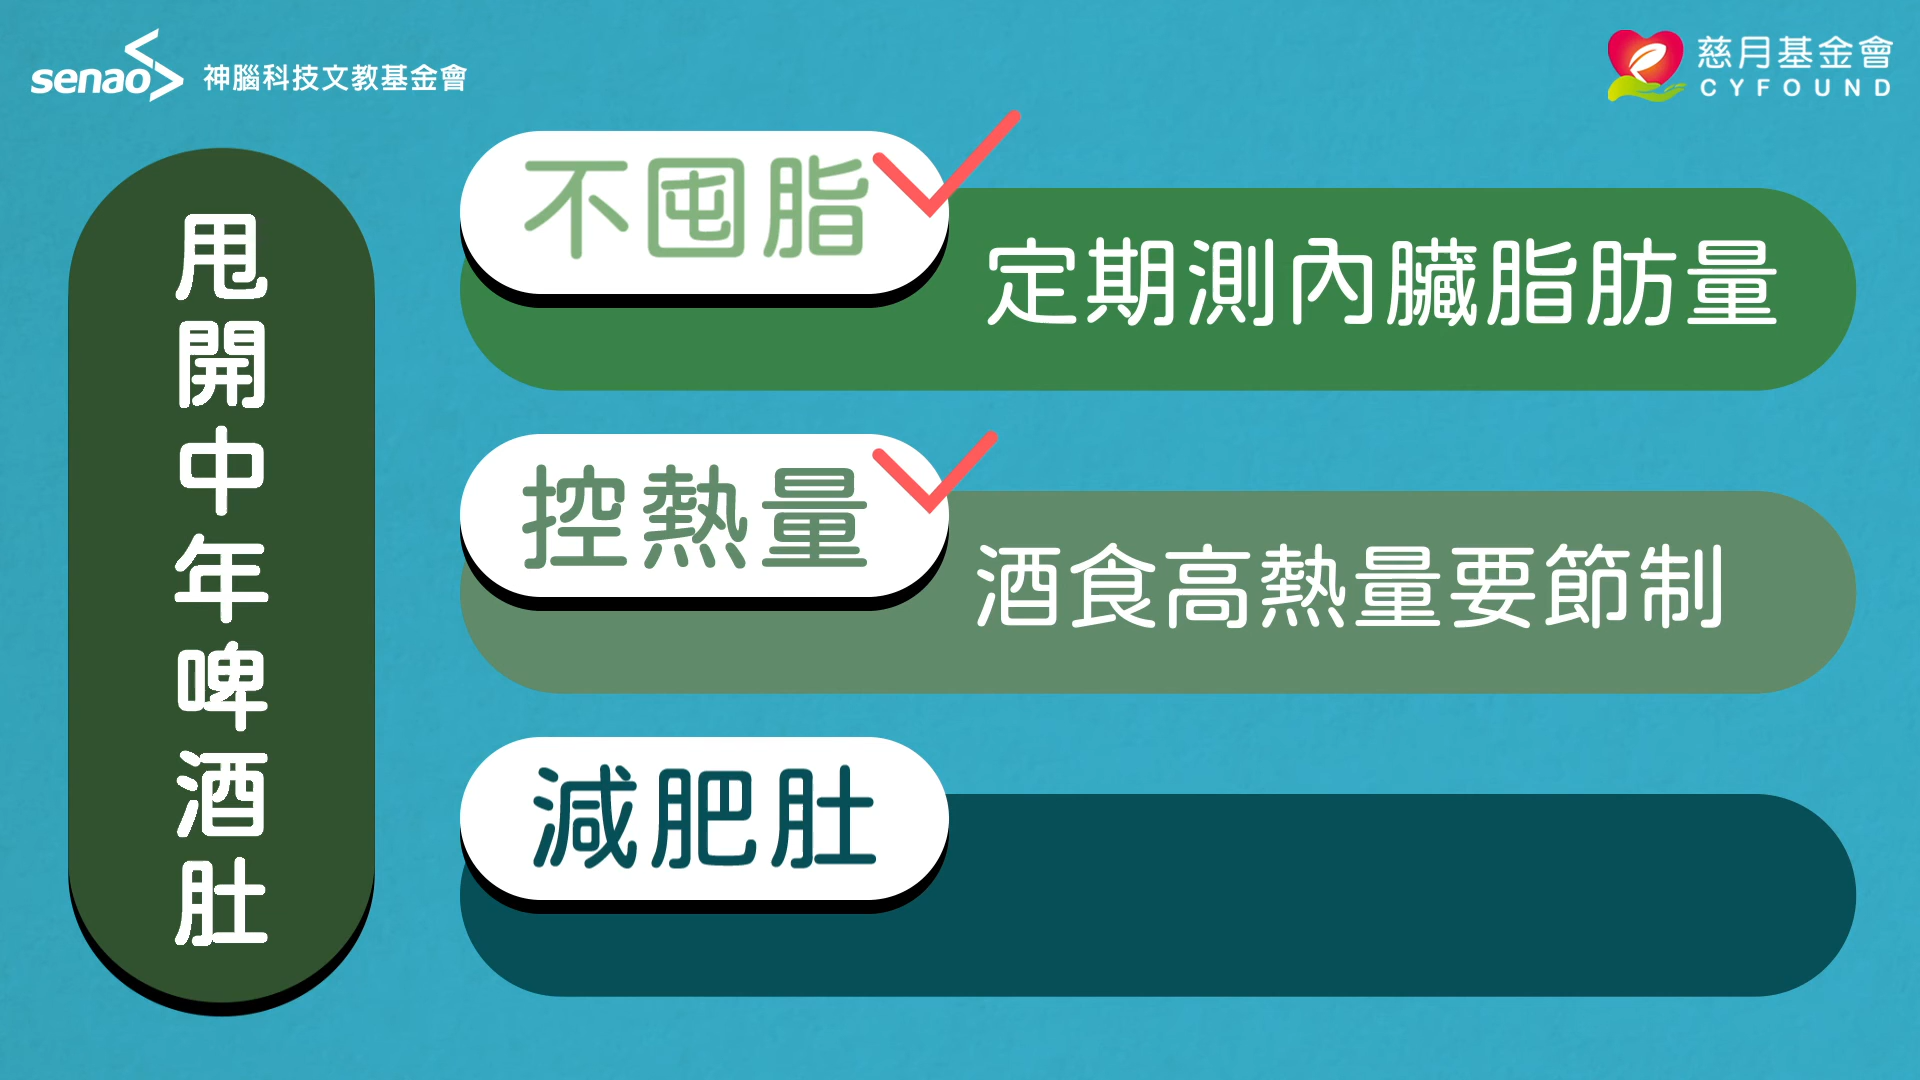 senao 神腦科技文教基金會
慈月基金會
CYFOUND
甩開中年啤酒肚
不囤脂
定期測內臟脂肪量
控熱量
酒食高熱量要節制
減肥肚